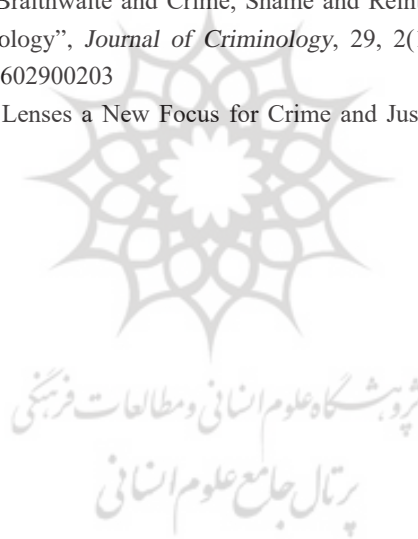 Braithwaite and Crime, Shame and Rein
ology”, Journal of Criminology, 29, 2(
602900203
Lenses a New Focus for Crime and Jus
پژوهشگاه علوم انسانی و مطالعات فرهنگی
پرتال جامع علوم انسانی